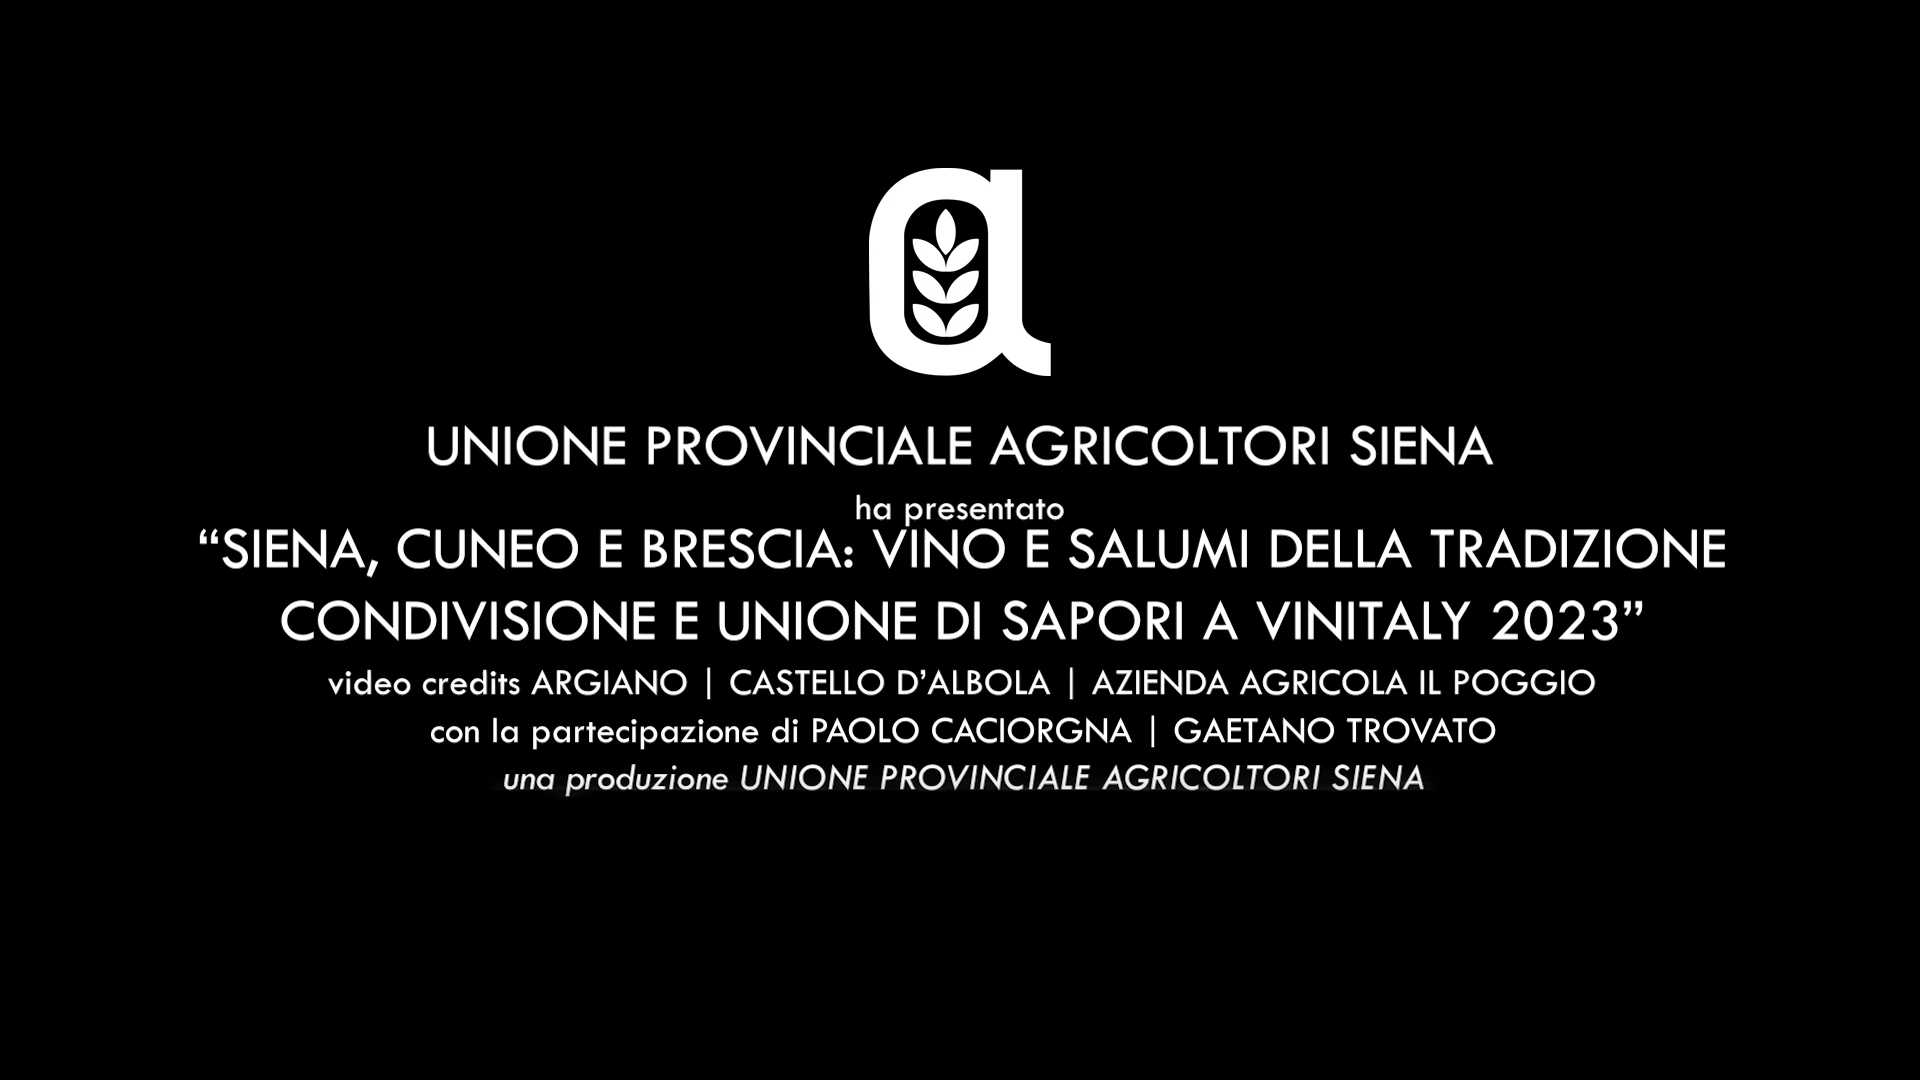 UNIONE PROVINCIALE AGRICOLTORI SIENA
ha presentato
“SIENA, CUNEO E BRESCIA: VINO E SALUMI DELLA TRADIZIONE
CONDIVISIONE E UNIONE DI SAPORI A VINITALY 2023”
video credits ARGIANO | CASTELLO D’ALBOLA | AZIENDA AGRICOLA IL POGGIO
con la partecipazione di PAOLO CACIORGNA | GAETANO TROVATO
una produzione UNIONE PROVINCIALE AGRICOLTORI SIENA